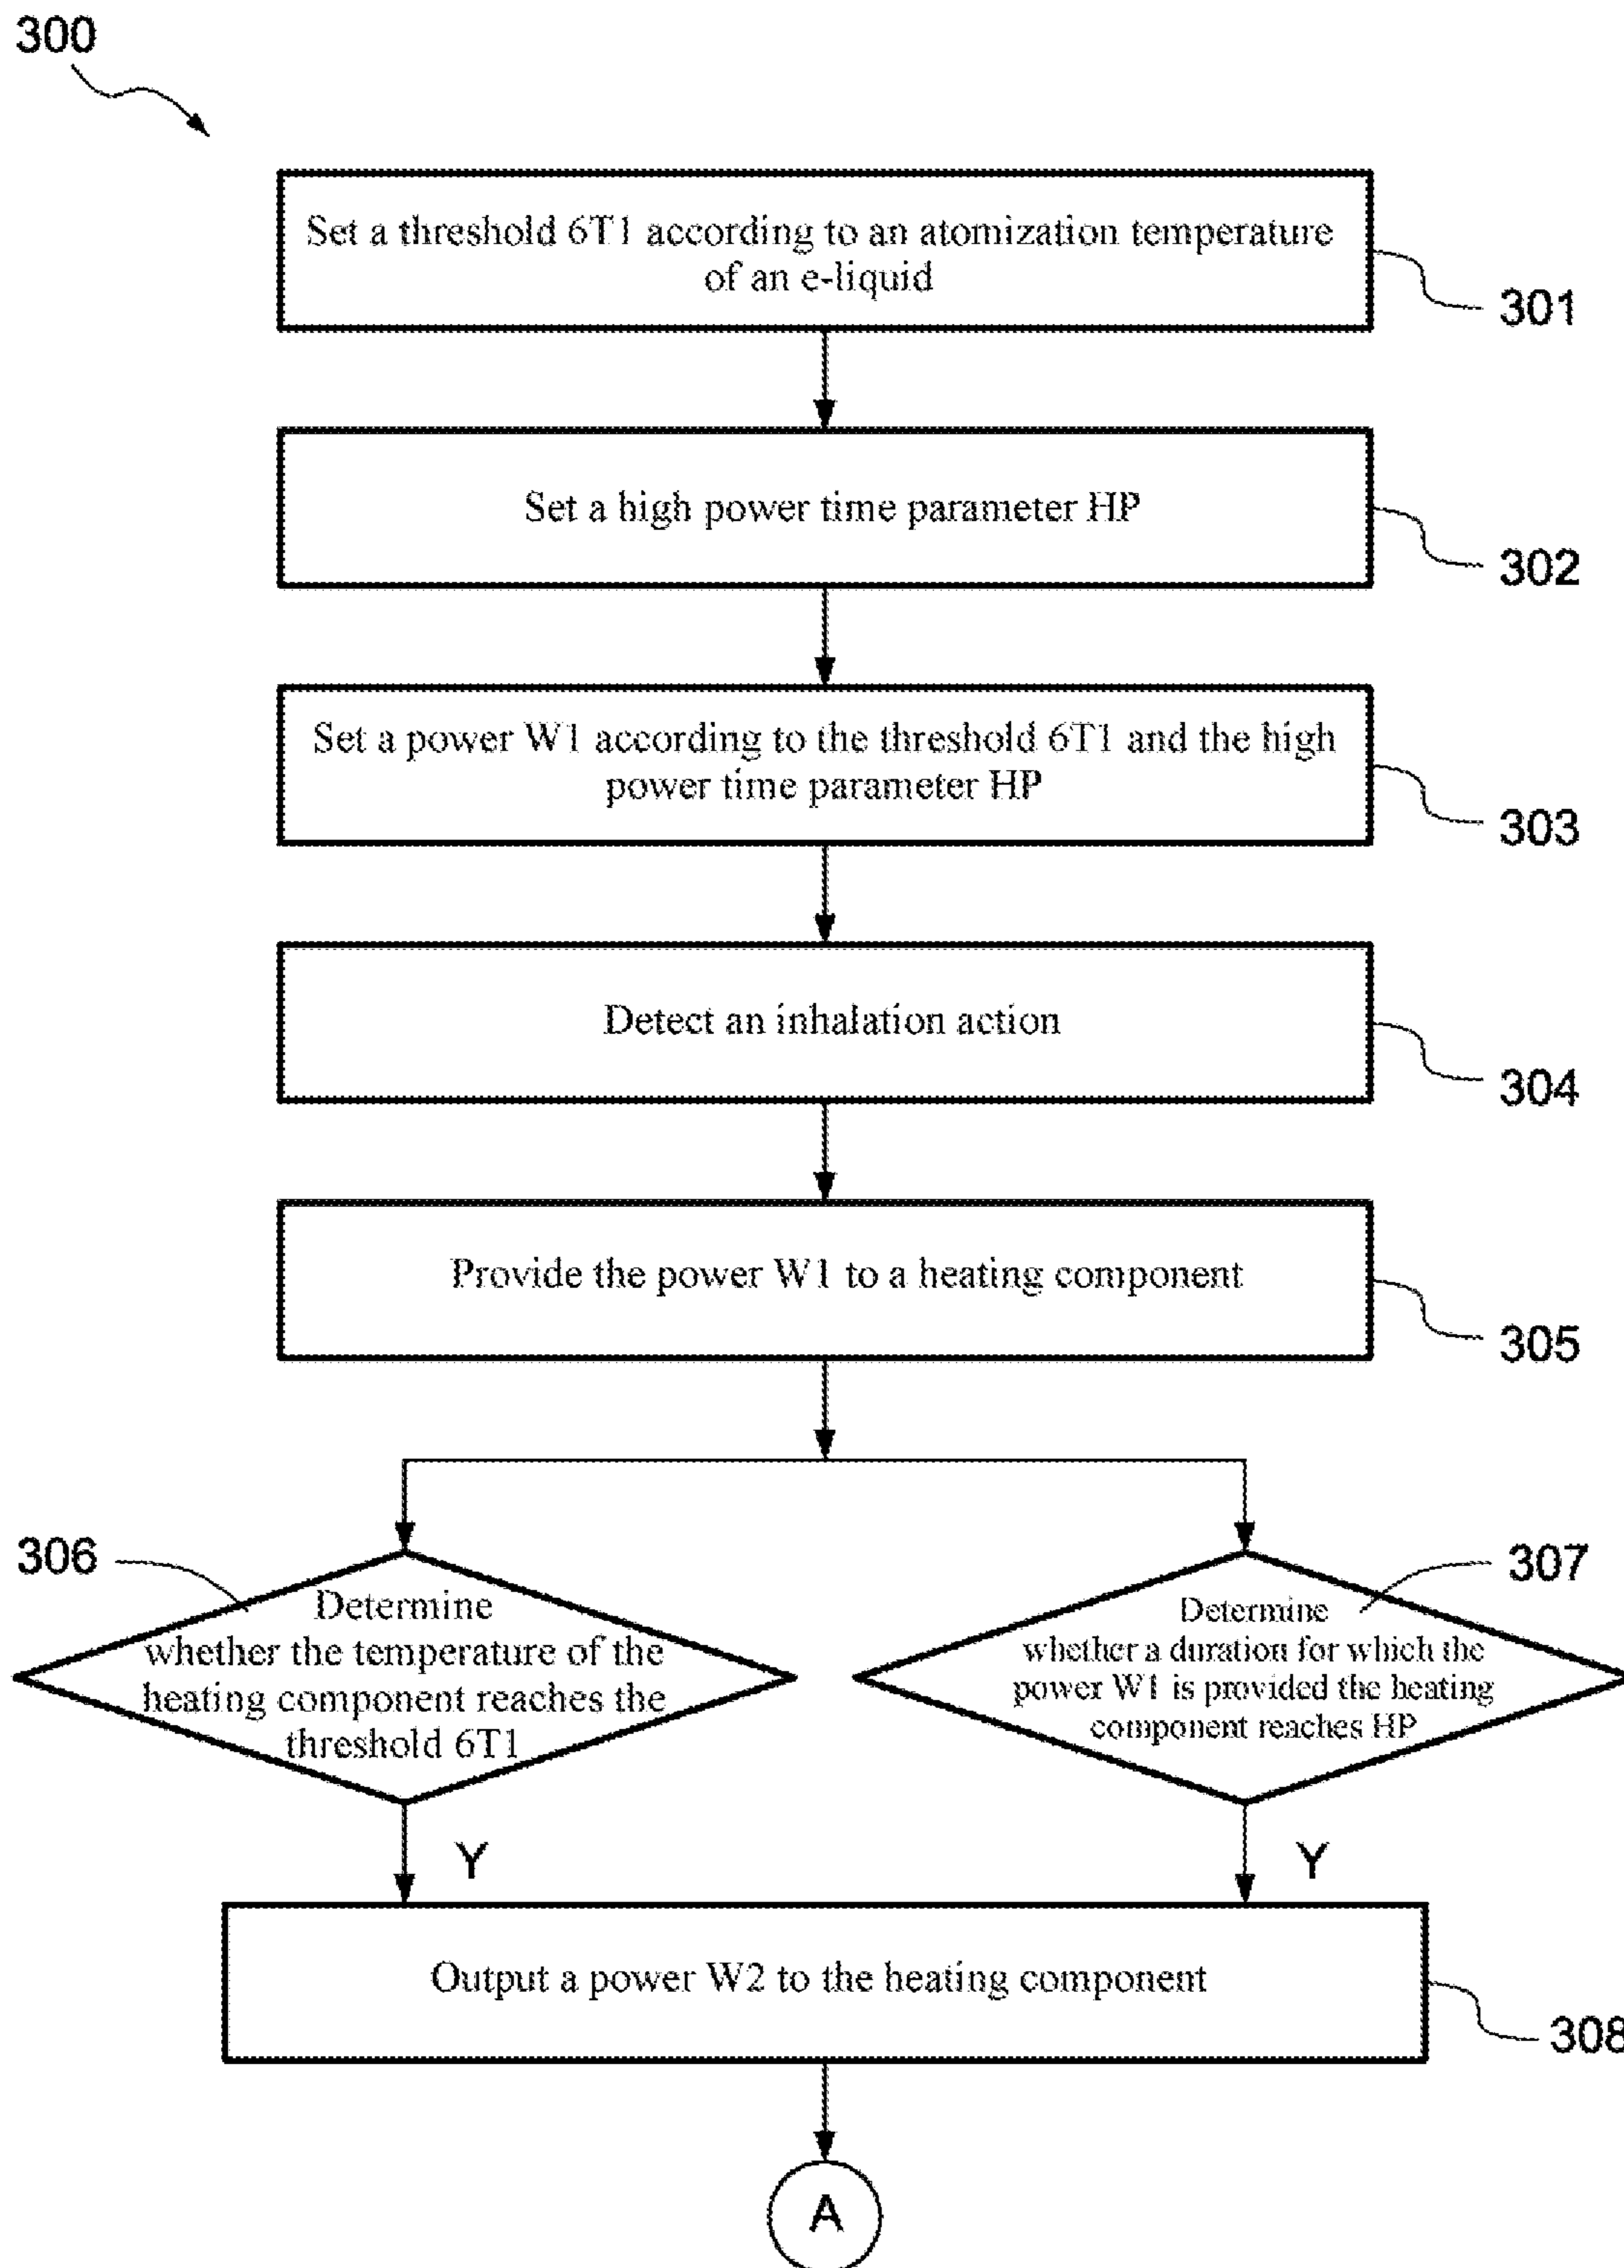 300
Set a threshold 6T1 according to an atomization temperature
of an e-liquid
301
Set a high power time parameter HP
302
Set a power W1 according to the threshold 6T1 and the high
power time parameter HP
303
Detect an inhalation action
304
Provide the power W1 to a heating component
305
306
Determine
whether the temperature of the
heating component reaches the
threshold 6T1
307
Determine
whether a duration for which the
power W1 is provided the heating
component reaches HP
Y
Y
Output a power W2 to the heating component
308
A